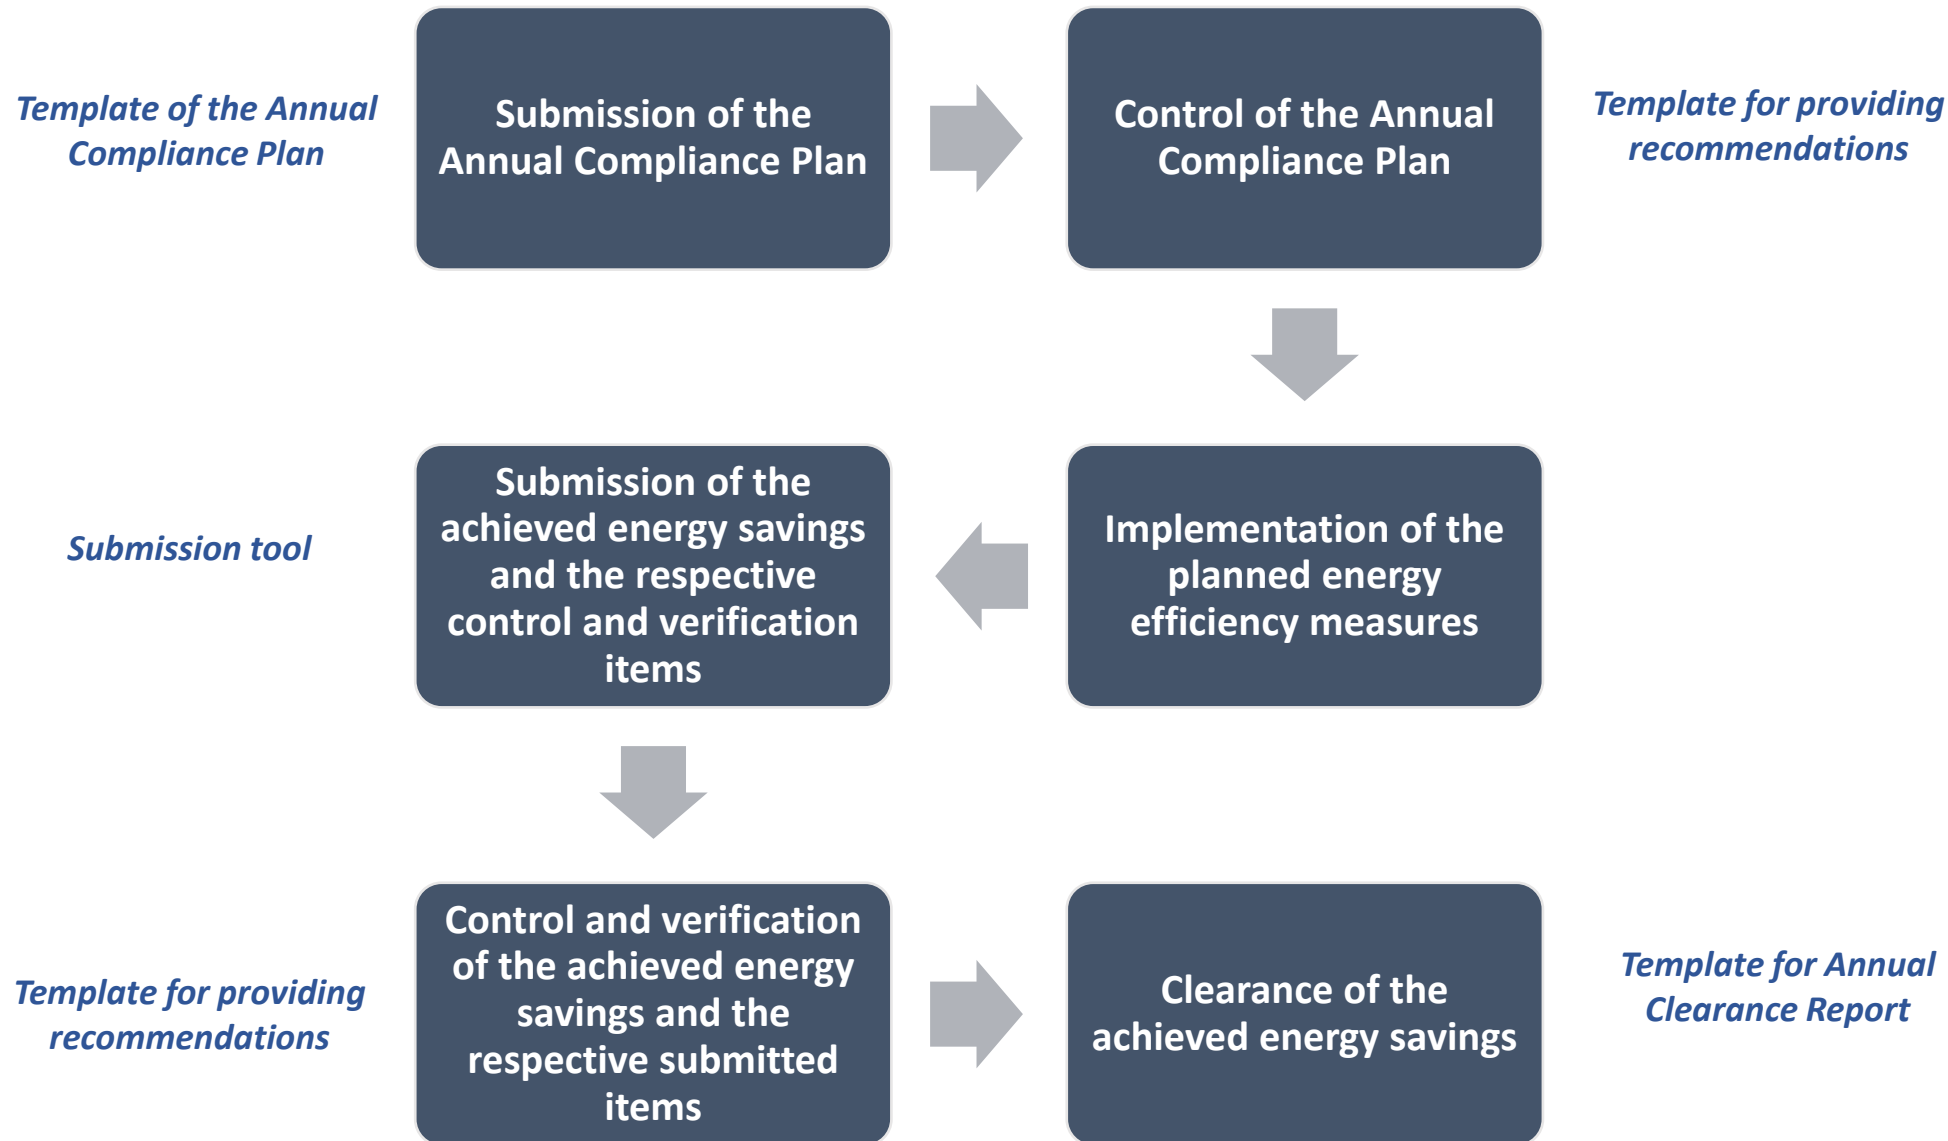 Template of the Annual
Compliance Plan
Submission of the
Annual Compliance Plan
Control of the Annual
Compliance Plan
Template for providing
recommendations
Submission tool
Submission of the
achieved energy savings
and the respective
control and verification
items
Implementation of the
planned energy
efficiency measures
Template for providing
recommendations
Control and verification
of the achieved energy
savings and the
respective submitted
items
Clearance of the
achieved energy savings
Template for Annual
Clearance Report